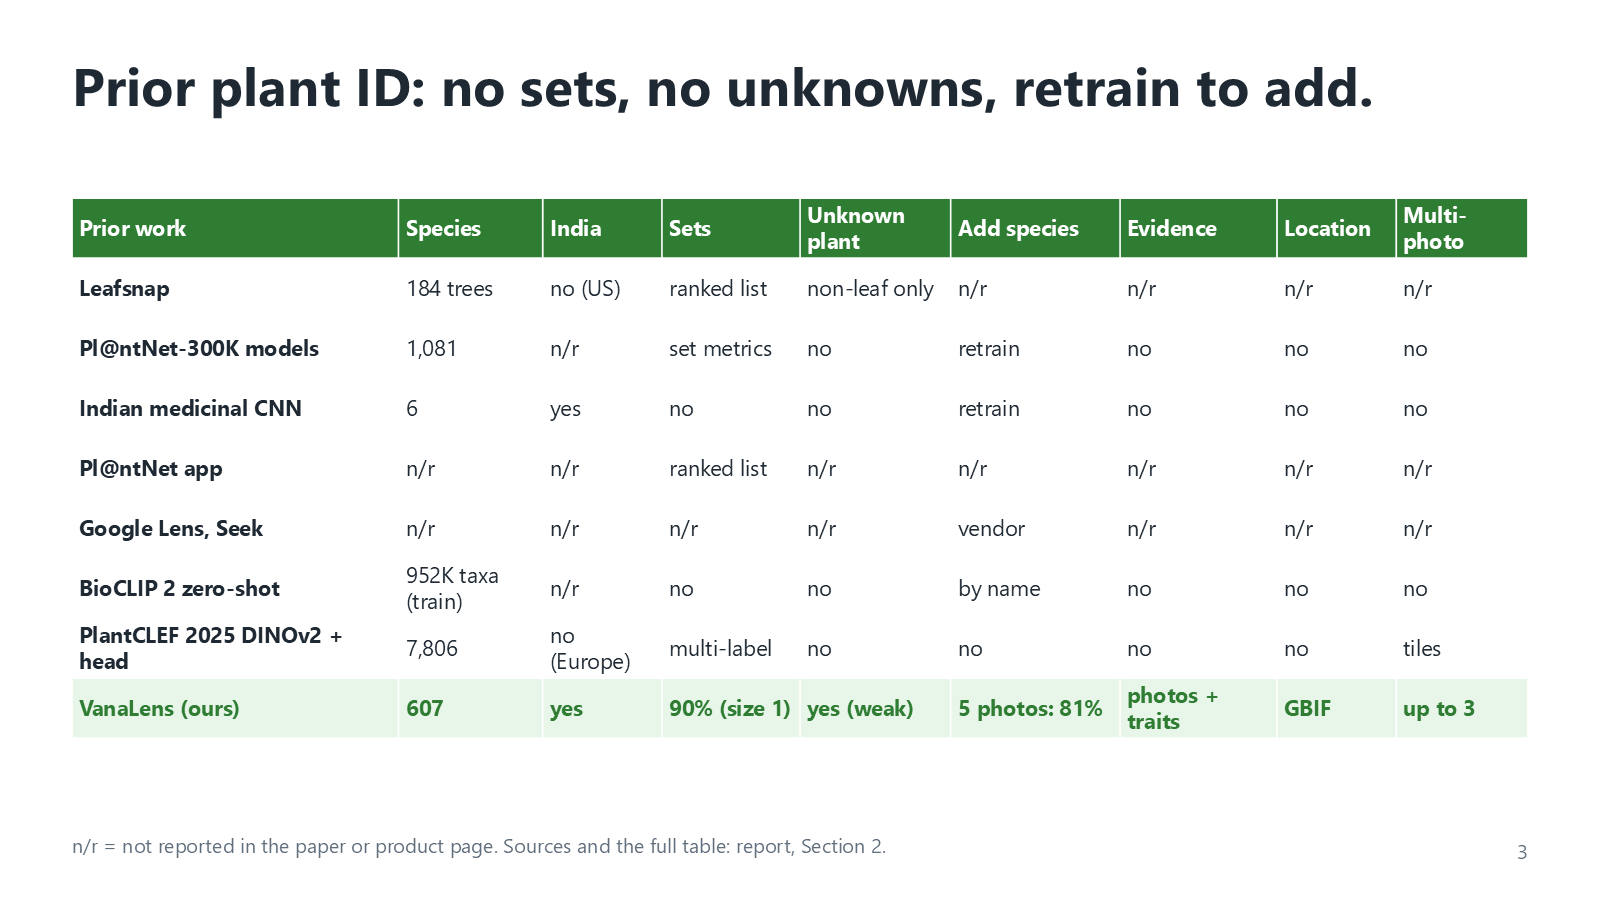 Prior plant ID: no sets, no unknowns, retrain to add.
Prior work Species India Sets Unknown plant Add species Evidence Location Multi-photo
Leafsnap 184 trees no (US) ranked list non-leaf only n/r n/r n/r n/r
Pl@ntNet-300K models 1,081 n/r set metrics no retrain no no no
Indian medicinal CNN 6 yes no no retrain no no no
Pl@ntNet app n/r n/r ranked list n/r n/r n/r n/r n/r
Google Lens, Seek n/r n/r n/r n/r vendor n/r n/r n/r
BioCLIP 2 zero-shot 952K taxa (train) n/r no no by name no no no
PlantCLEF 2025 DINOv2 + head 7,806 no (Europe) multi-label no no no no tiles
VanaLens (ours) 607 yes 90% (size 1) yes (weak) 5 photos: 81% photos + traits GBIF up to 3
n/r = not reported in the paper or product page. Sources and the full table: report, Section 2.
3